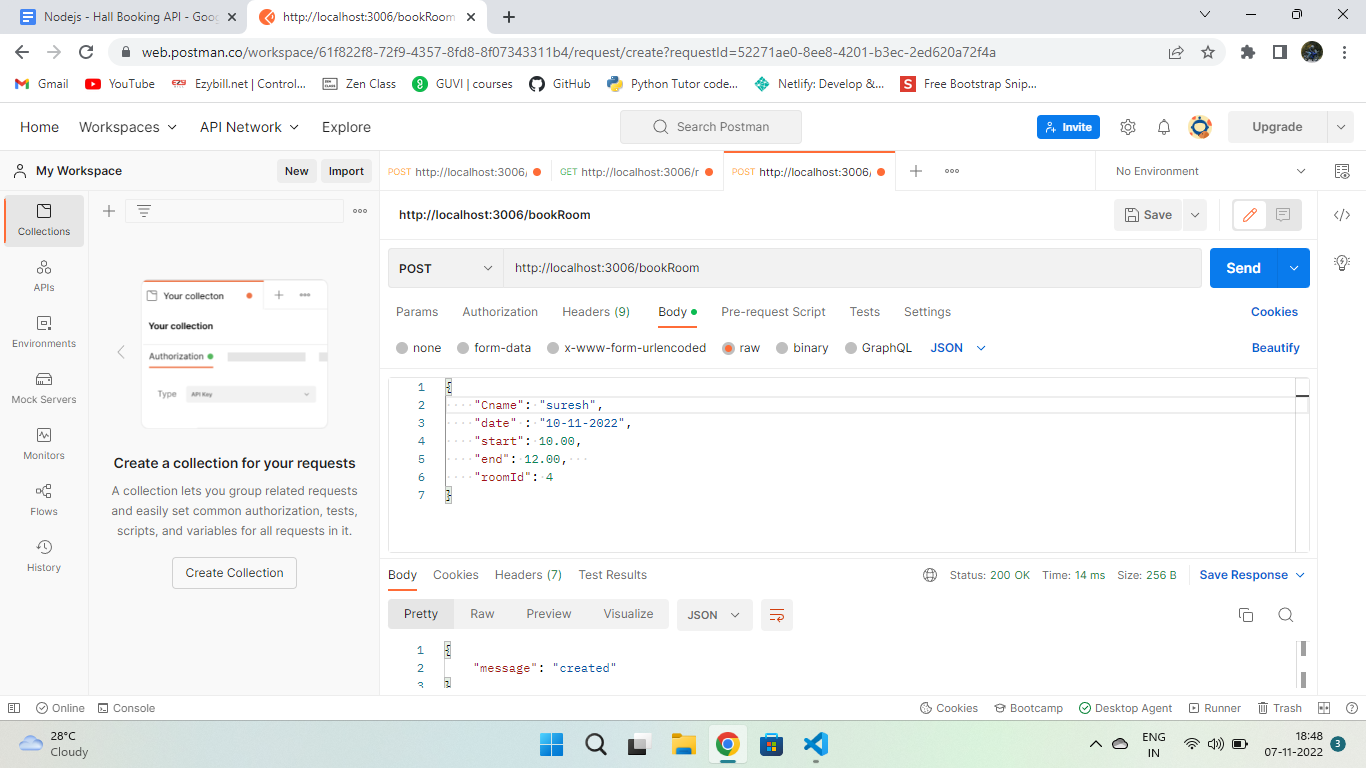 Nodejs - Hall Booking API - Goo
http://localhost:3006/bookRoom
web.postman.co/workspace/61f822f8-72f9-4357-8fd8-8f07343311b4/request/create?requestId=52271ae0-8ee8-4201-b3ec-2ed620a72f4a
Gmail YouTube Ezybill.net | Control... Zen Class GUVI | courses GitHub Python Tutor code... Netlify: Develop &... Free Bootstrap Snip...
Home Workspaces API Network Explore Search Postman Invite Upgrade
My Workspace New Import
POST http://localhost:3006/ GET http://localhost:3006/r POST http://localhost:3006/ No Environment
Collections
APIs
Environments
Mock Servers
Monitors
Flows
History
Your collecton
Your collection
Authorization
Type API Key
Create a collection for your requests
A collection lets you group related requests
and easily set common authorization, tests,
scripts, and variables for all requests in it.
Create Collection
http://localhost:3006/bookRoom Save
POST http://localhost:3006/bookRoom Send
Params Authorization Headers (9) Body Pre-request Script Tests Settings Cookies
none form-data x-www-form-urlencoded raw binary GraphQL JSON Beautify
1 {
2 "Cname": "suresh",
3 "date" : "10-11-2022",
4 "start": 10.00,
5 "end": 12.00,
6 "roomId": 4
7 }
Body Cookies Headers (7) Test Results Status: 200 OK Time: 14 ms Size: 256 B Save Response
Pretty Raw Preview Visualize JSON
1 {
2 "message": "created"
3 }
Online Console Cookies Bootcamp Desktop Agent Runner Trash
28°C
Cloudy
ENG
IN
18:48
07-11-2022
3